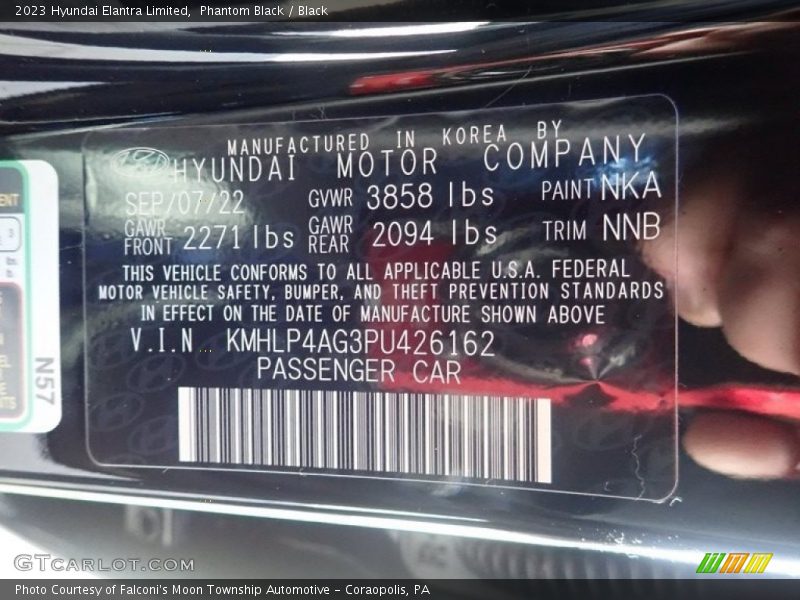 2023 Hyundai Elantra Limited, Phantom Black / Black
MANUFACTURED IN KOREA BY
HYUNDAI MOTOR COMPANY
SEP/07/22 GVWR 3858 lbs PAINT NKA
GAWR FRONT 2271 lbs GAWR REAR 2094 lbs TRIM NNB
THIS VEHICLE CONFORMS TO ALL APPLICABLE U.S.A. FEDERAL
MOTOR VEHICLE SAFETY, BUMPER, AND THEFT PREVENTION STANDARDS
IN EFFECT ON THE DATE OF MANUFACTURE SHOWN ABOVE
V.I.N KMHLP4AG3PU426162
PASSENGER CAR
N57
GTCARLOT.COM
Photo Courtesy of Falconi's Moon Township Automotive - Coraopolis, PA